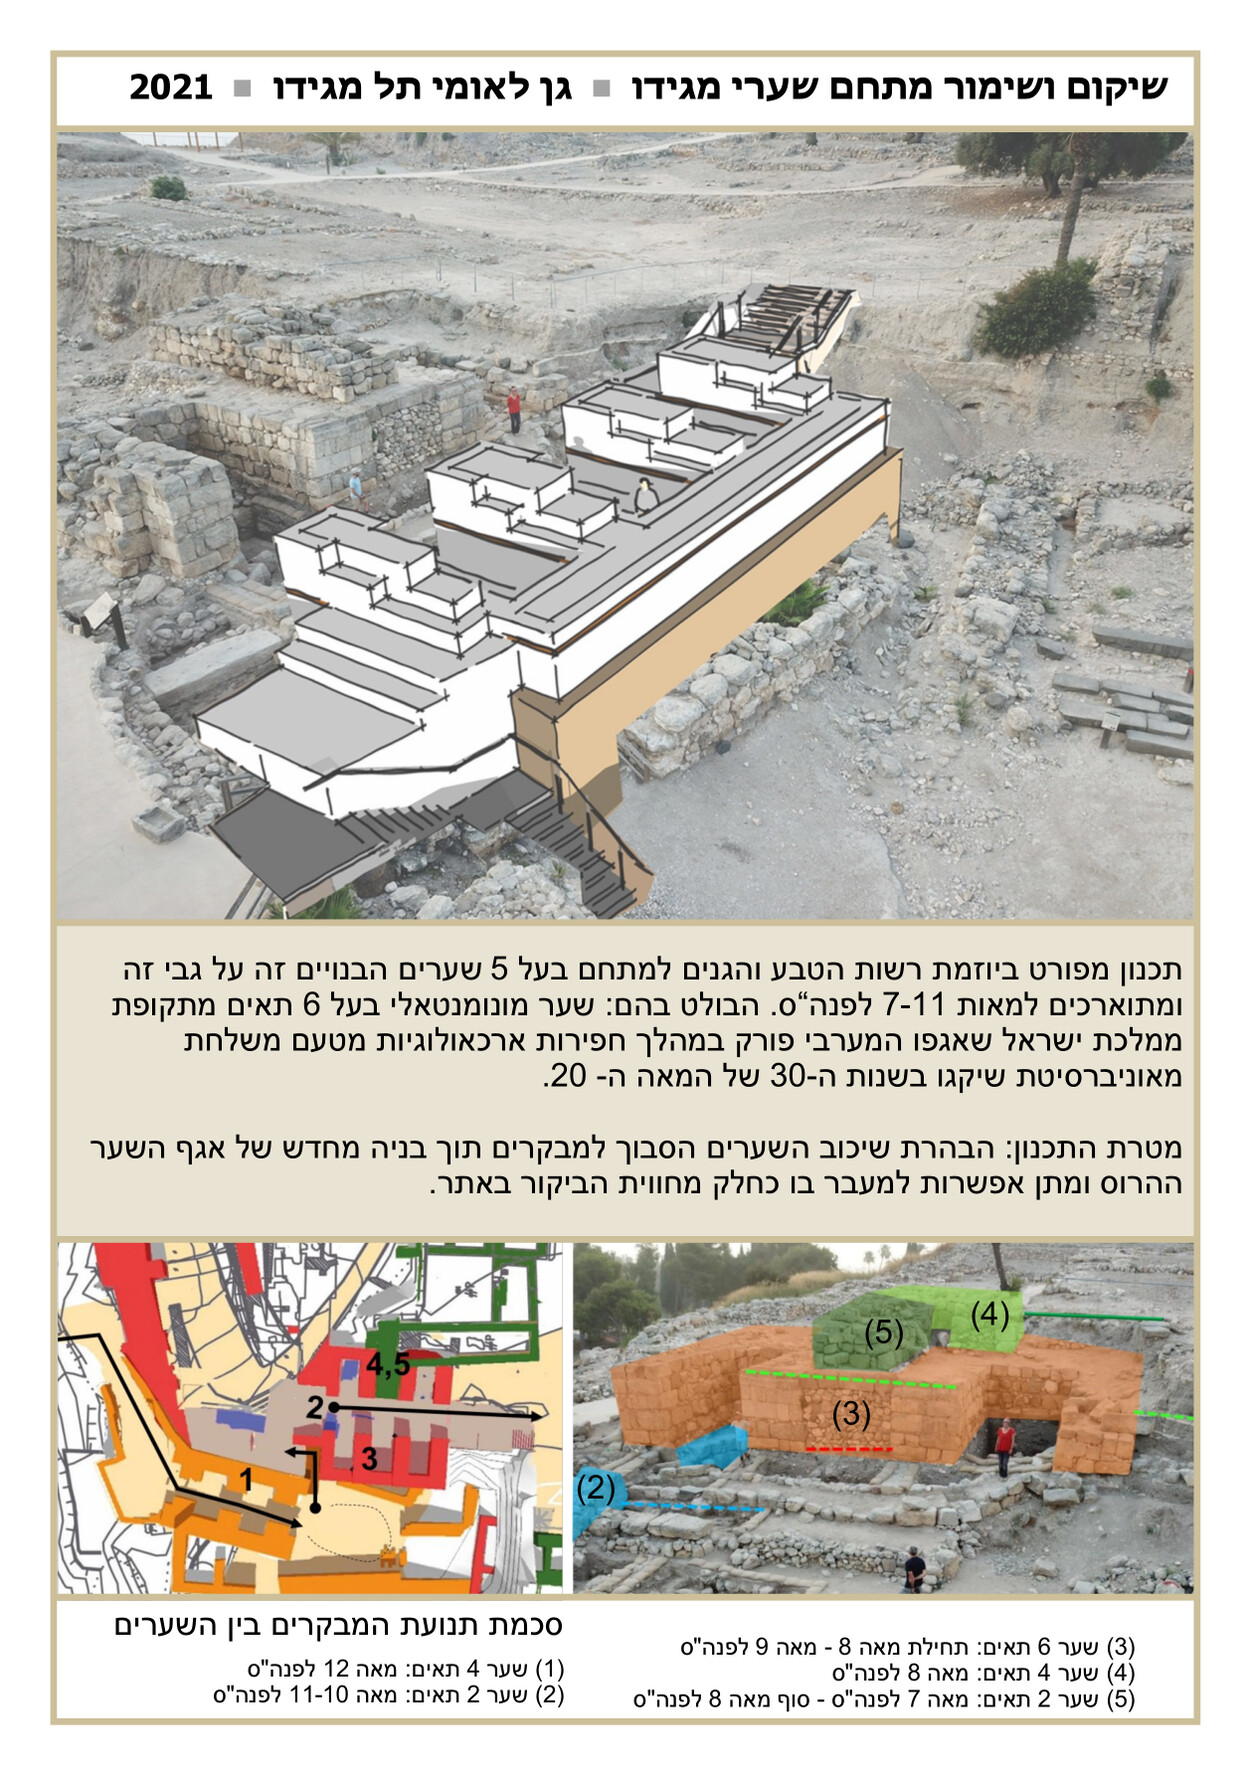 שיקום ושימור מתחם שערי מגידו ■ גן לאומי תל מגידו ■ 2021
תכנון מפורט ביוזמת רשות הטבע והגנים למתחם בעל 5 שערים הבנויים זה על גבי זה
ומתוארכים למאות 7-11 לפנה“ס. הבולט בהם: שער מונומנטאלי בעל 6 תאים מתקופת
ממלכת ישראל שאגפו המערבי פורק במהלך חפירות ארכאולוגיות מטעם משלחת
מאוניברסיטת שיקגו בשנות ה-30 של המאה ה- 20.
מטרת התכנון: הבהרת שיכוב השערים הסבוך למבקרים תוך בניה מחדש של אגף השער
ההרוס ומתן אפשרות למעבר בו כחלק מחווית הביקור באתר.
(4)
(5)
(3)
(2)
4,5
2
3
1
(3) שער 6 תאים: תחילת מאה 8 - מאה 9 לפנה"ס
(4) שער 4 תאים: מאה 8 לפנה"ס
(5) שער 2 תאים: מאה 7 לפנה"ס - סוף מאה 8 לפנה"ס
סכמת תנועת המבקרים בין השערים
(1) שער 4 תאים: מאה 12 לפנה"ס
(2) שער 2 תאים: מאה 11-10 לפנה"ס